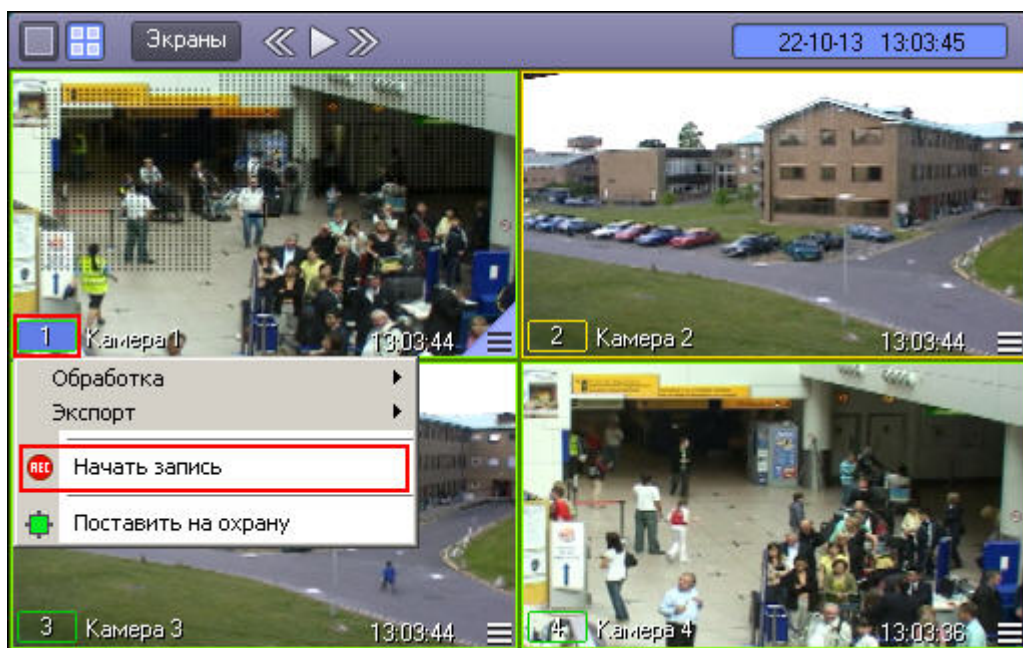 Экраны 22-10-13 13:03:45
1 Камера 1 13:03:44
2 Камера 2 13:03:44
Обработка
Экспорт
REC Начать запись
Поставить на охрану
3 Камера 3 13:03:44
4 Камера 4 13:03:36